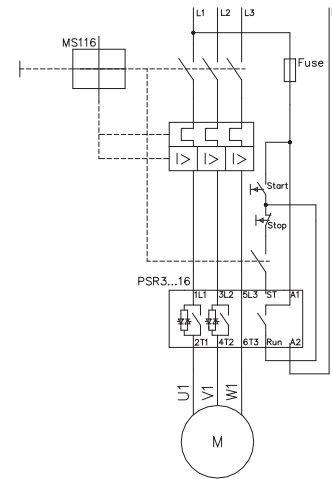 L1 L2 L3
MS116
Fuse
I> I> I>
Start
Stop
PSR3...16
1L1 3L2 5L3 ST A1
2T1 4T2 6T3 Run A2
U1 V1 W1
M